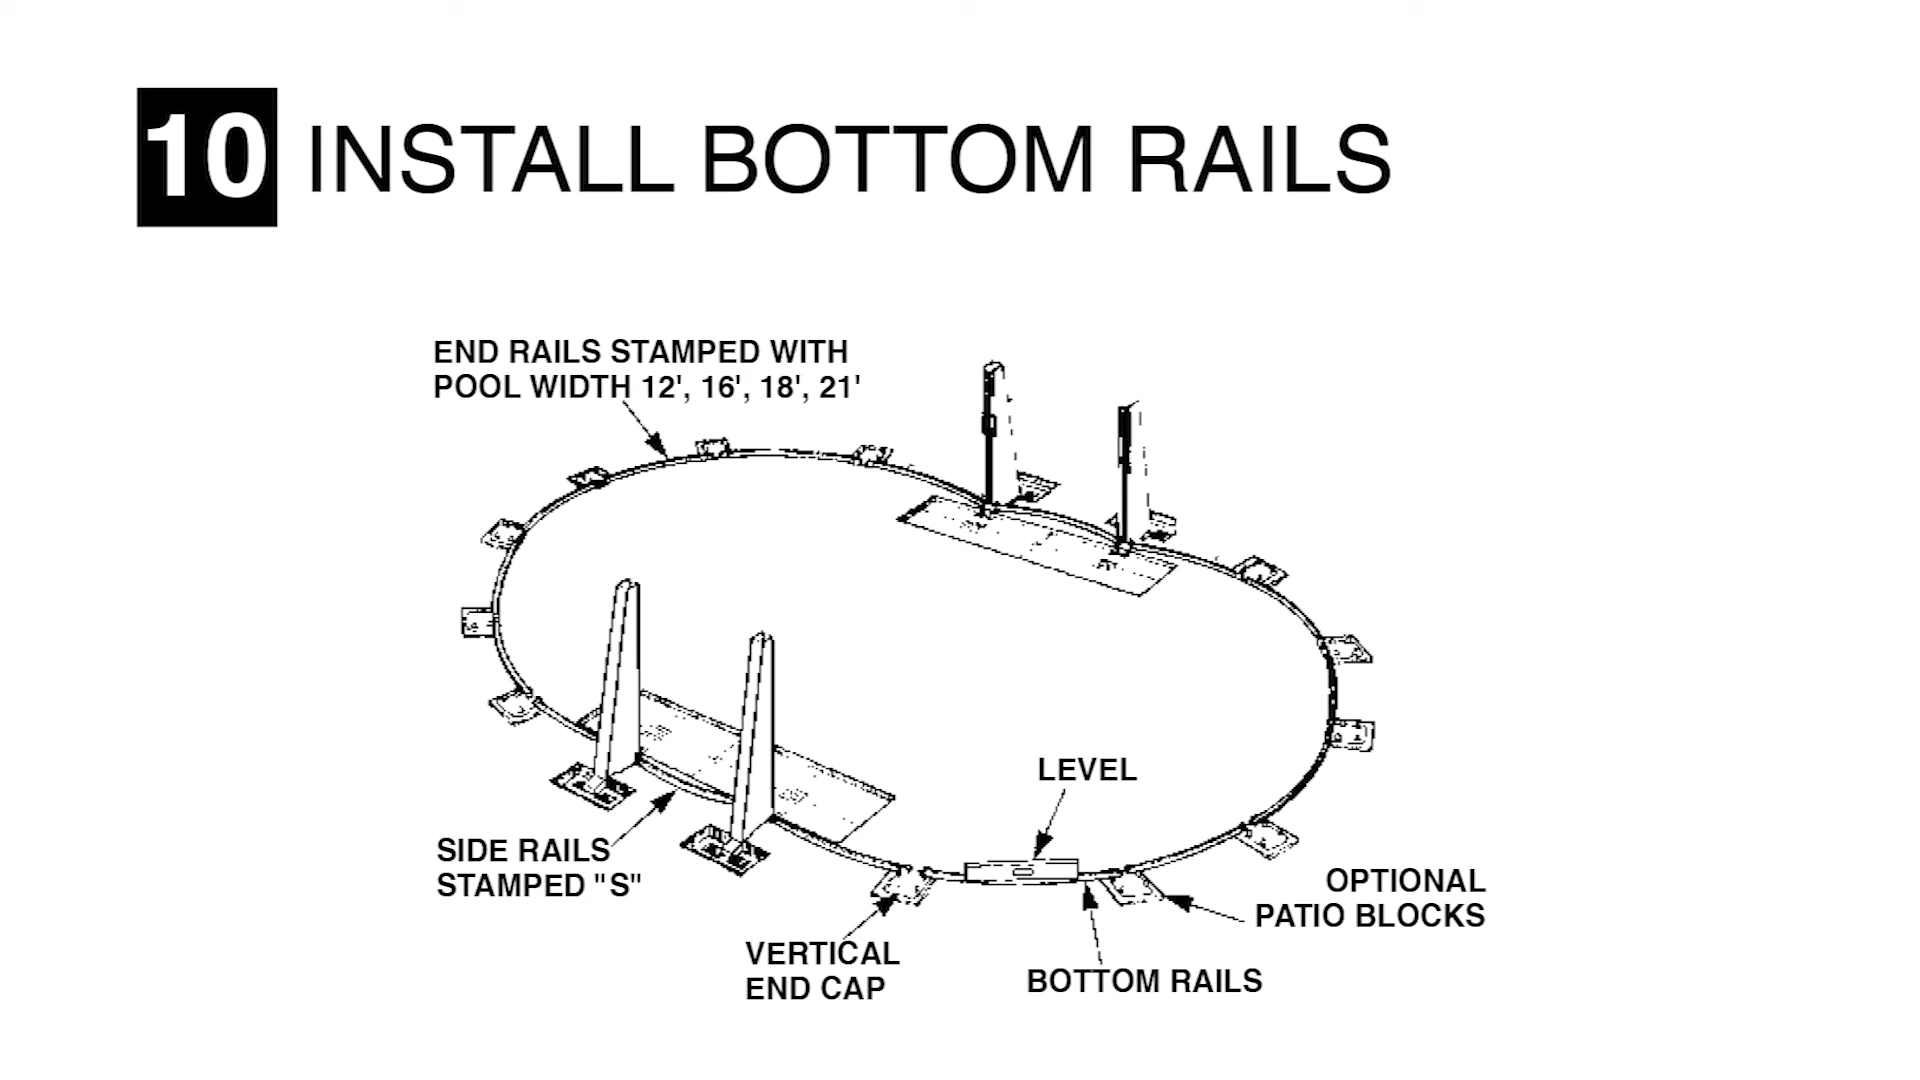 10 INSTALL BOTTOM RAILS
END RAILS STAMPED WITH
POOL WIDTH 12', 16', 18', 21'
LEVEL
SIDE RAILS
STAMPED "S"
OPTIONAL
PATIO BLOCKS
VERTICAL
END CAP
BOTTOM RAILS